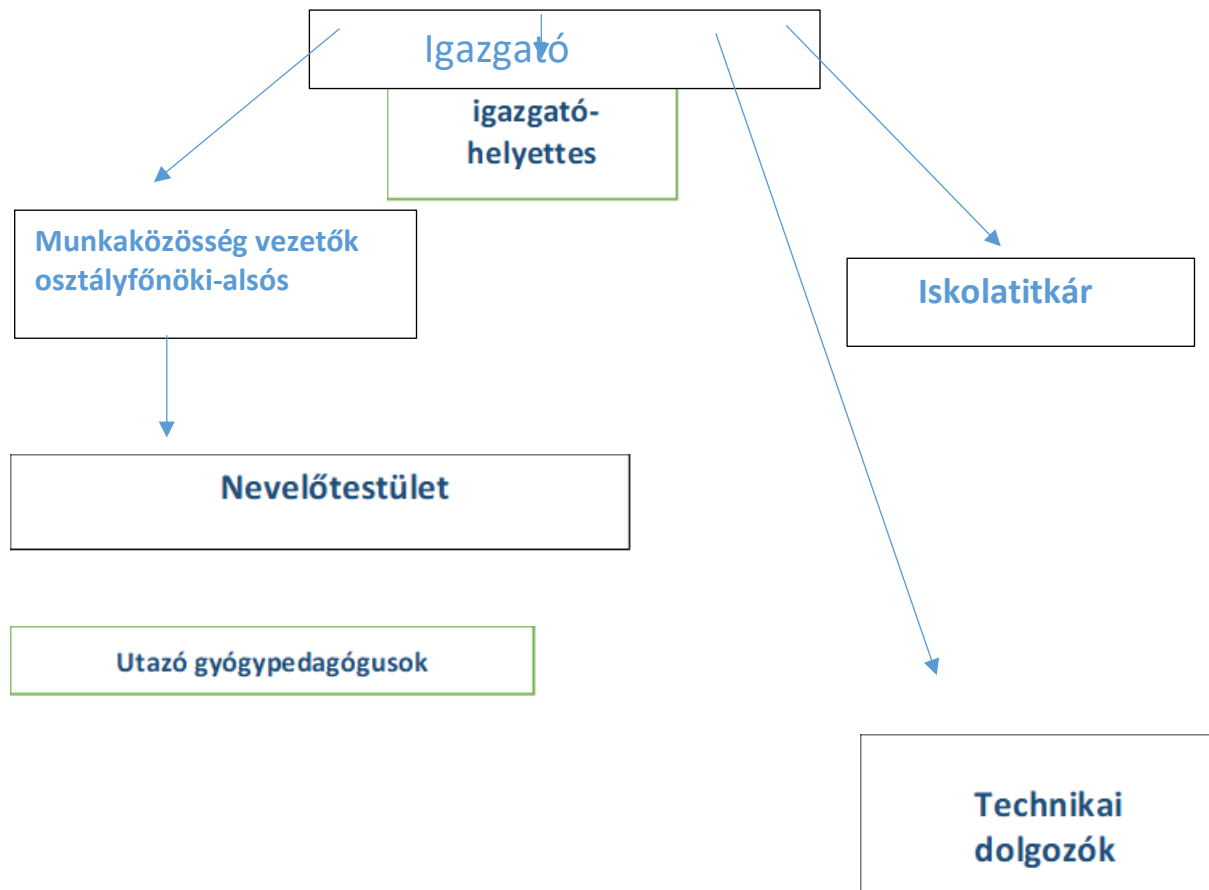 Igazgató
igazgató-
helyettes
Munkaközösség vezetők
osztályfőnöki-alsós
Iskolatitkár
Nevelőtestület
Utazó gyógypedagógusok
Technikai
dolgozók